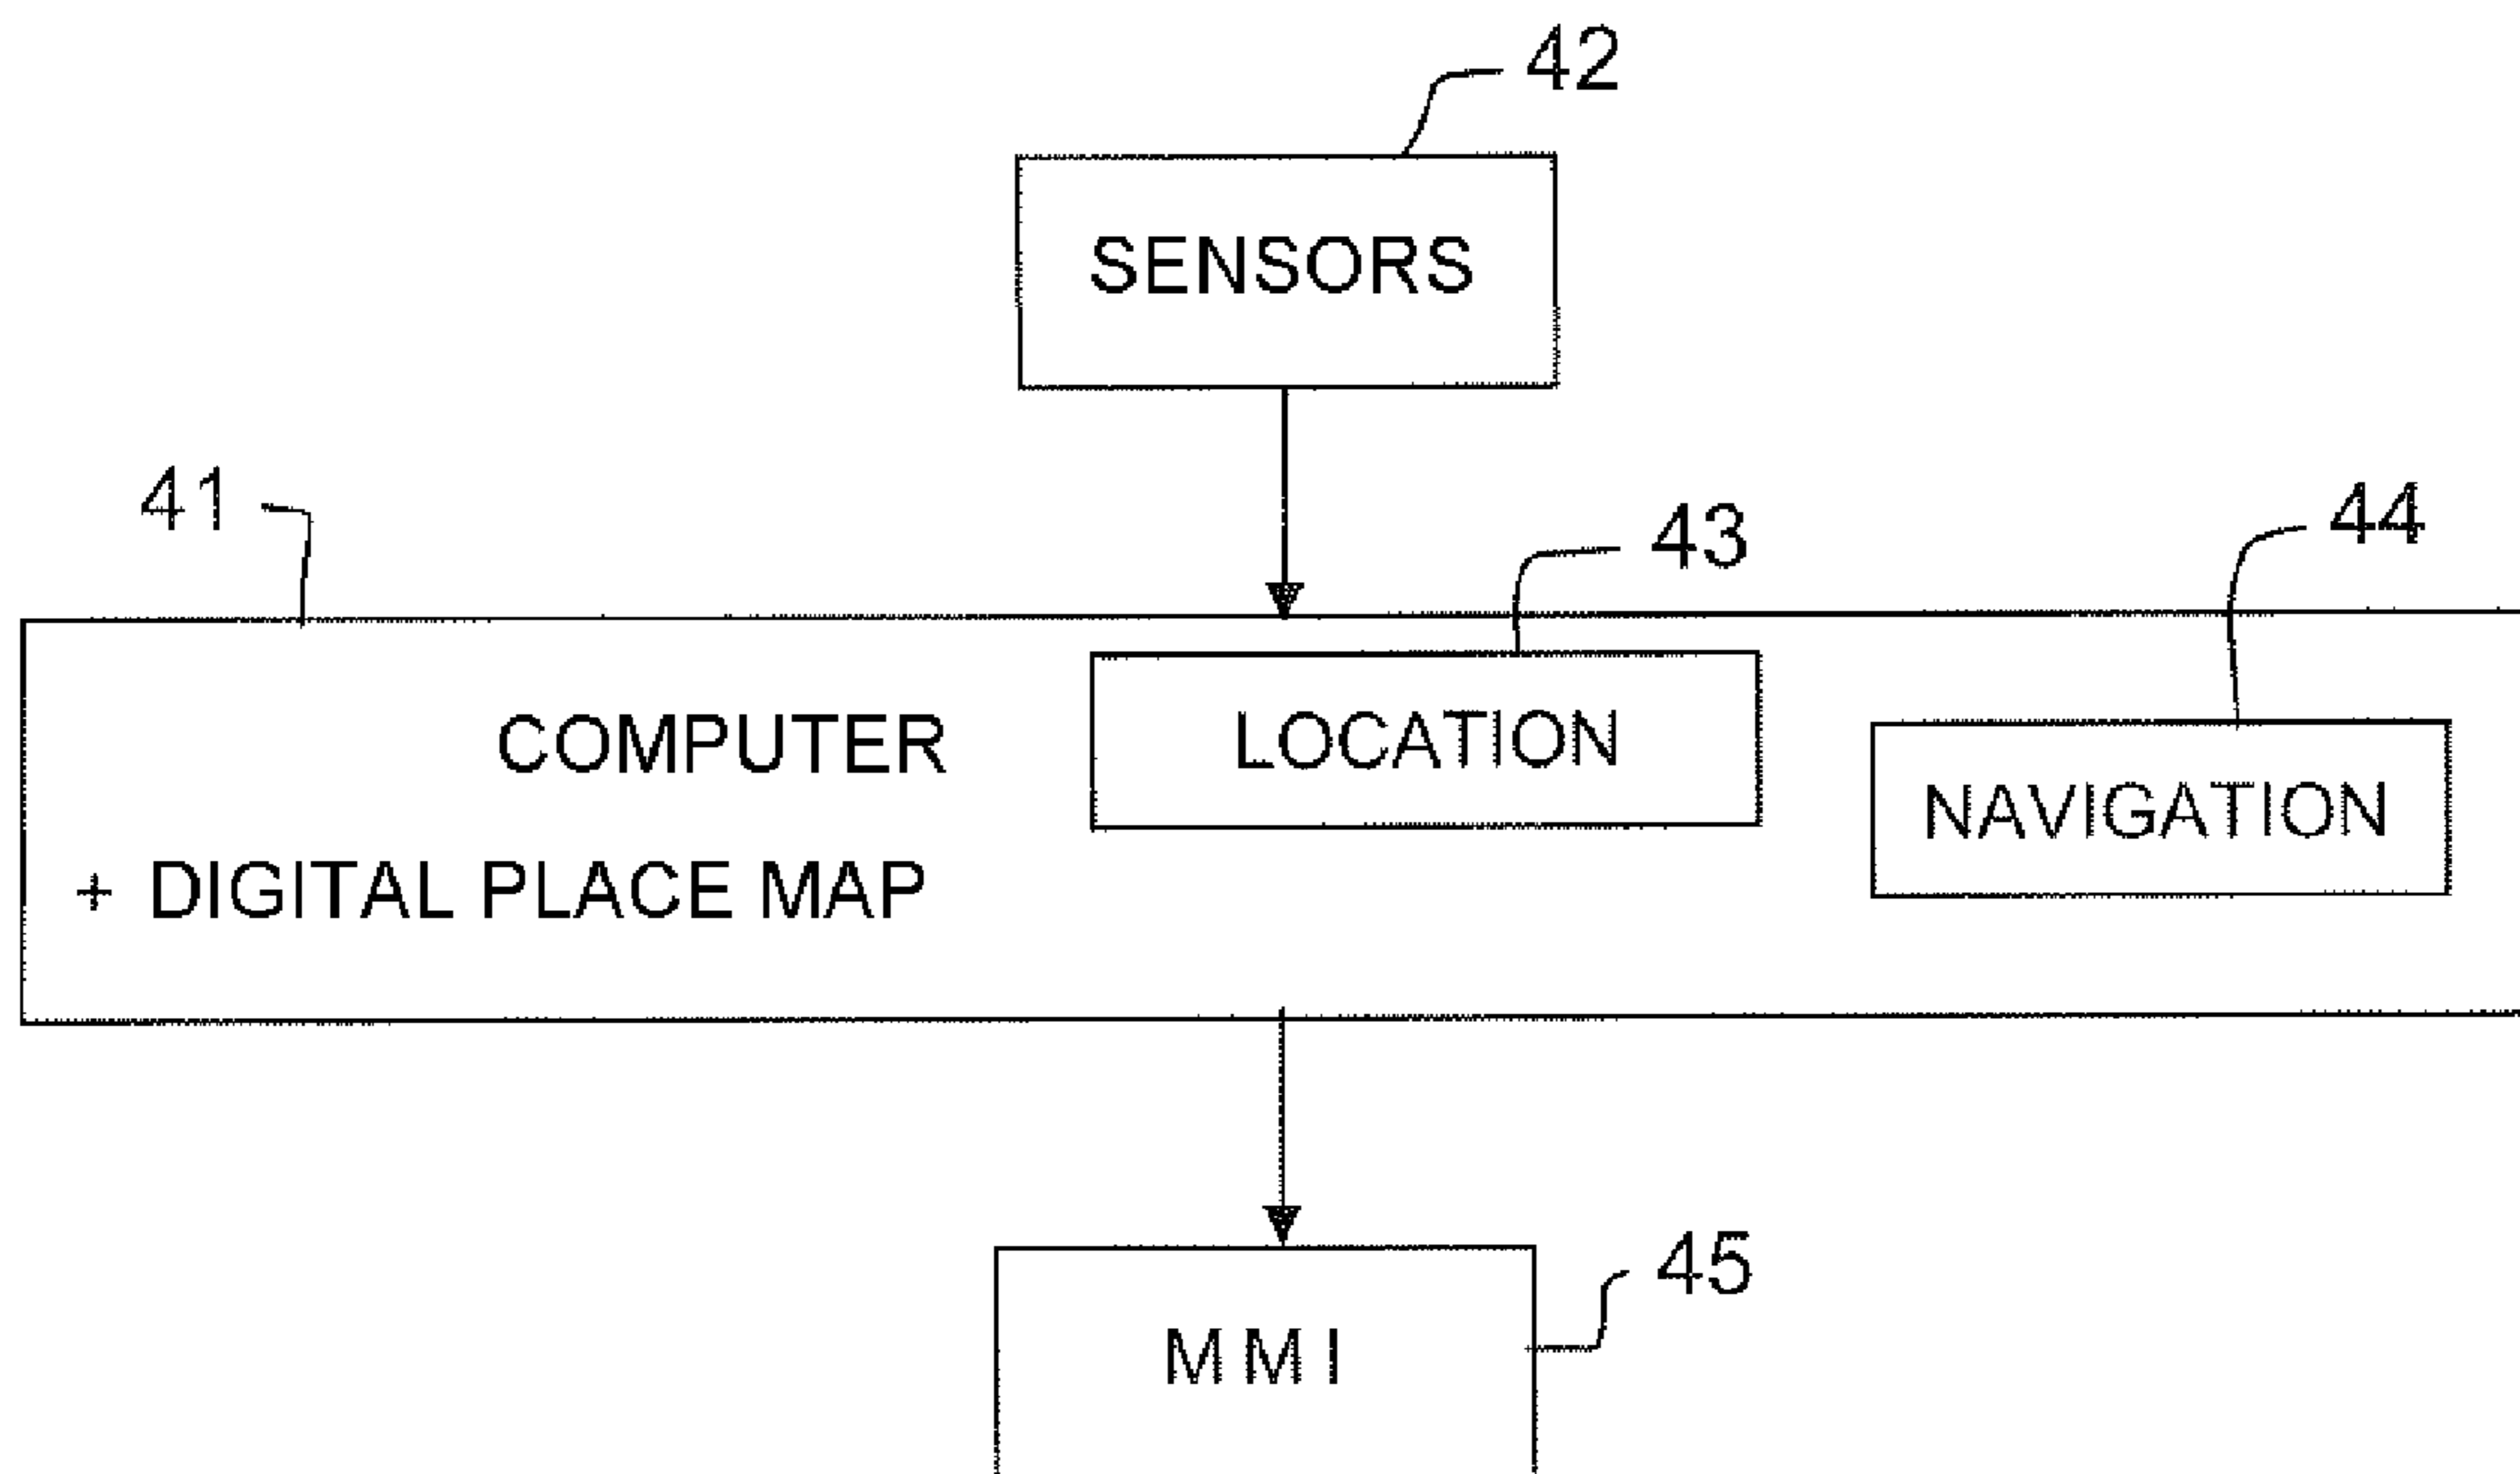 42
SENSORS
41
43
44
COMPUTER
LOCATION
NAVIGATION
+ DIGITAL PLACE MAP
45
MMI